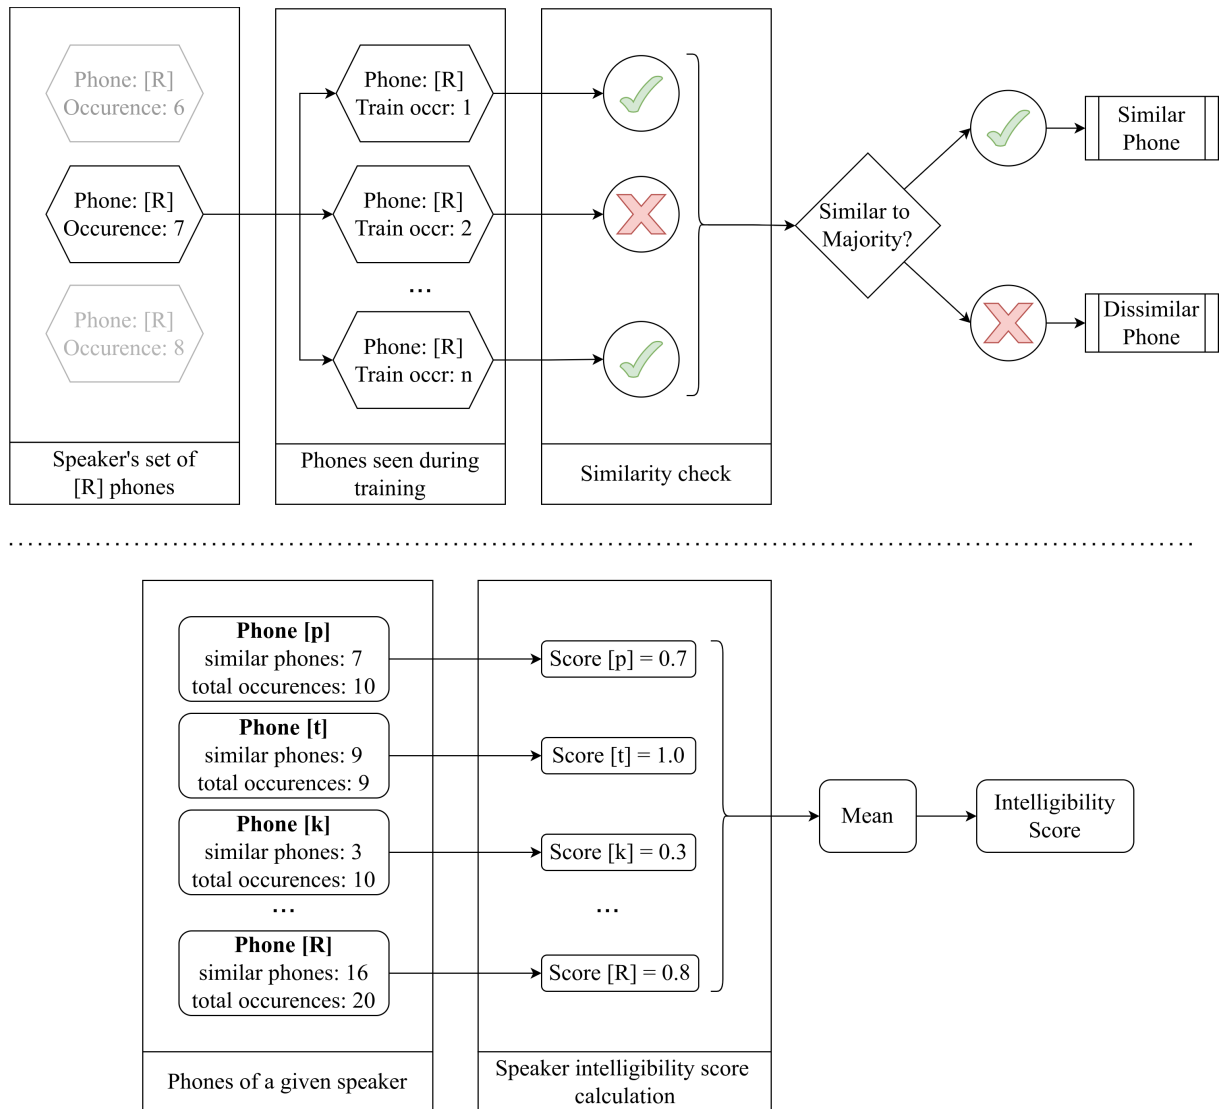 Phone: [R]
Occurence: 6
Phone: [R]
Occurence: 7
Phone: [R]
Occurence: 8
Speaker's set of
[R] phones
Phone: [R]
Train occr: 1
Phone: [R]
Train occr: 2
...
Phone: [R]
Train occr: n
Phones seen during
training
Similarity check
Similar to
Majority?
Similar
Phone
Dissimilar
Phone
Phone [p]
similar phones: 7
total occurences: 10
Phone [t]
similar phones: 9
total occurences: 9
Phone [k]
similar phones: 3
total occurences: 10
...
Phone [R]
similar phones: 16
total occurences: 20
Phones of a given speaker
Score [p] = 0.7
Score [t] = 1.0
Score [k] = 0.3
...
Score [R] = 0.8
Speaker intelligibility score
calculation
Mean
Intelligibility
Score